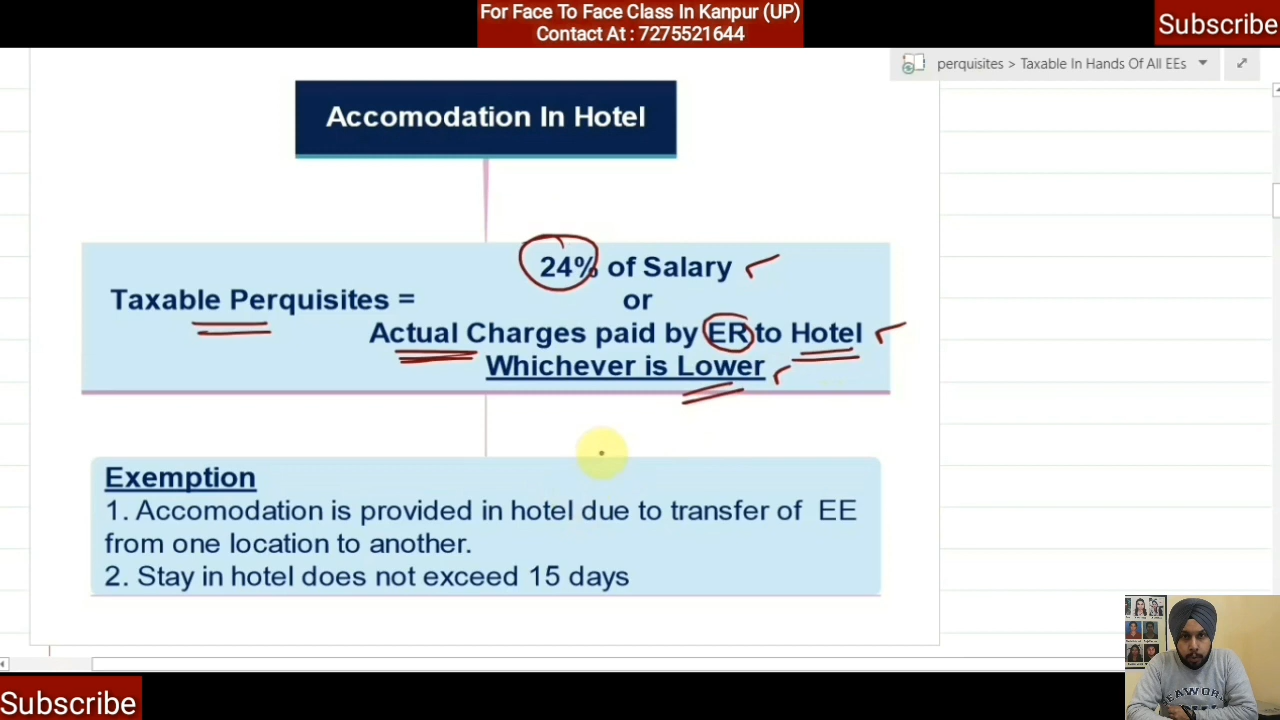 For Face To Face Class In Kanpur (UP)
Contact At : 7275521644
Subscribe
perquisites > Taxable In Hands Of All EEs
Accomodation In Hotel
24% of Salary
Taxable Perquisites =
or
Actual Charges paid by ER to Hotel
Whichever is Lower
Exemption
1. Accomodation is provided in hotel due to transfer of EE
from one location to another.
2. Stay in hotel does not exceed 15 days
Subscribe